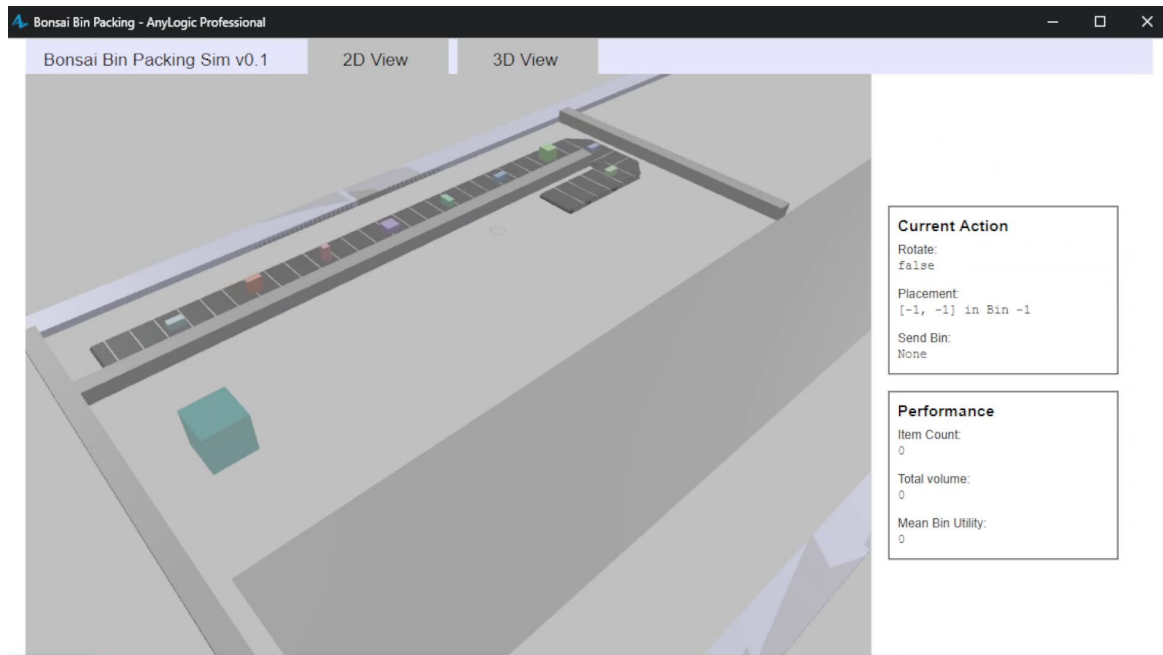 Bonsai Bin Packing - AnyLogic Professional
Bonsai Bin Packing Sim v0.1
2D View
3D View
Current Action
Rotate:
false
Placement:
[-1, -1] in Bin -1
Send Bin:
None
Performance
Item Count:
0
Total volume:
0
Mean Bin Utility:
0